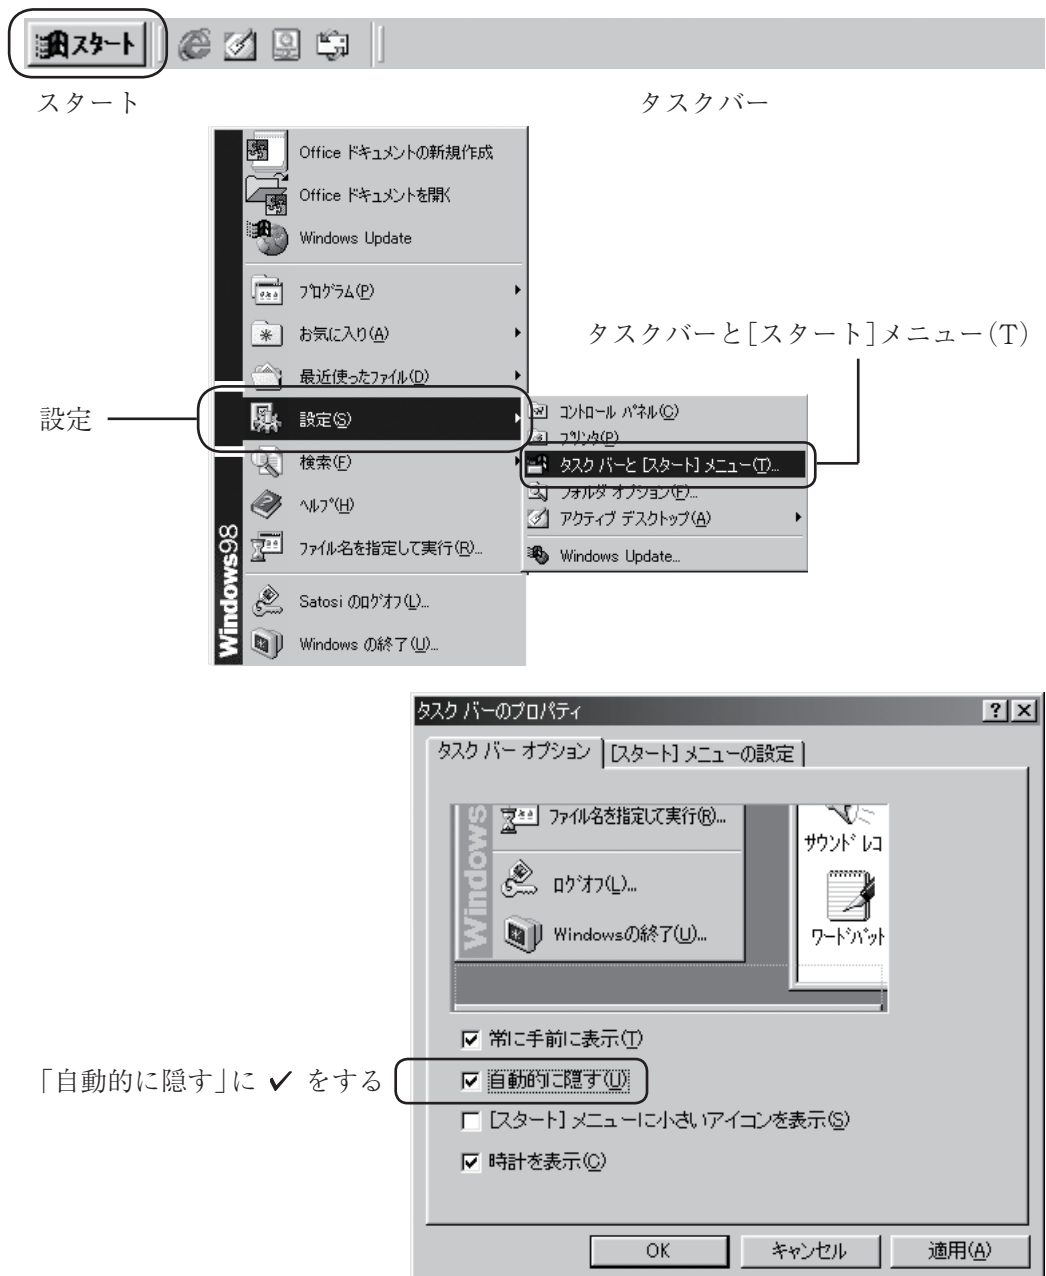 スタート
スタート
タスクバー
Office ドキュメントの新規作成
Office ドキュメントを開く
Windows Update
プログラム(P)
お気に入り(A)
タスクバーと[スタート]メニュー(T)
最近使ったファイル(D)
設定
設定(S)
コントロール パネル(C)
プリンタ(P)
検索(F)
タスク バーと [スタート] メニュー(T)...
フォルダ オプション(F)...
ヘルプ(H)
アクティブ デスクトップ(A)
ファイル名を指定して実行(R)...
Windows Update...
Satosi のログオフ(L)...
Windows の終了(U)...
Windows98
タスク バーのプロパティ
タスク バー オプション
[スタート] メニューの設定
Windows
ファイル名を指定して実行(R)...
サウンド レコ
ログオフ(L)...
Windowsの終了(U)...
ワードパット
常に手前に表示(T)
「自動的に隠す」に ✔ をする
自動的に隠す(U)
[スタート] メニューに小さいアイコンを表示(S)
時計を表示(C)
OK
キャンセル
適用(A)